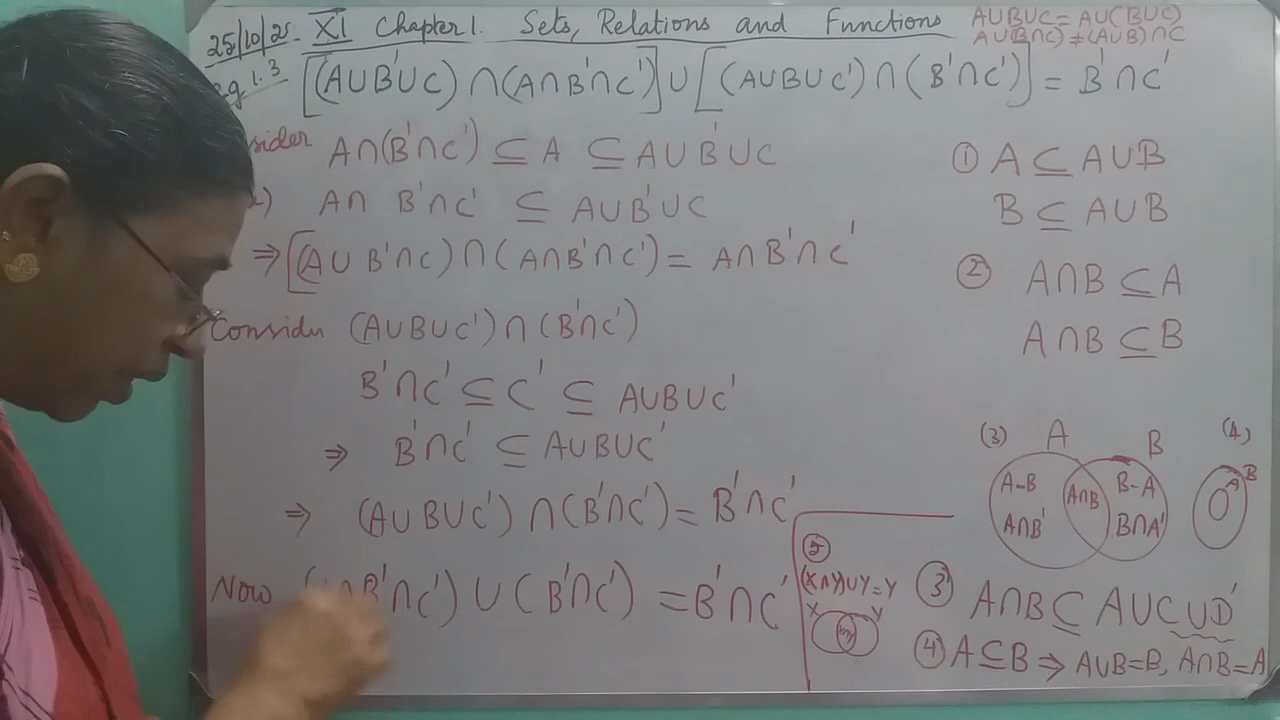 25/10/25. XI Chapter 1. Sets, Relations and Functions
A∪B∪C = A∪(B∪C)
A∪(B∩C) ≠ (A∪B)∩C
eg 1.3
[(A∪B'∪C)∩(A∩B'∩C')]∪[(A∪B∪C')∩(B'∩C')] = B'∩C'
A∩(B'∩C') ⊆ A ⊆ A∪B'∪C
A∩ B'∩C' ⊆ A∪B'∪C
⇒ [(A∪B'∩C)∩(A∩B'∩C') = A∩B'∩C'
Consider (A∪B∪C')∩(B'∩C')
B'∩C' ⊆ C' ⊆ A∪B∪C'
⇒ B'∩C' ⊆ A∪B∪C'
⇒ (A∪B∪C')∩(B'∩C') = B'∩C'
Now ∩B'∩C')∪(B'∩C') = B'∩C'
① A ⊆ A∪B
B ⊆ A∪B
② A∩B ⊆ A
A∩B ⊆ B
(3) A B (4)
A-B A∩B B-A A B
A∩B' B∩A'
⑤
(X∩Y)∪Y=Y
X Y
③ A∩B ⊆ A∪C∪D'
④ A⊆B ⇒ A∪B=B, A∩B=A